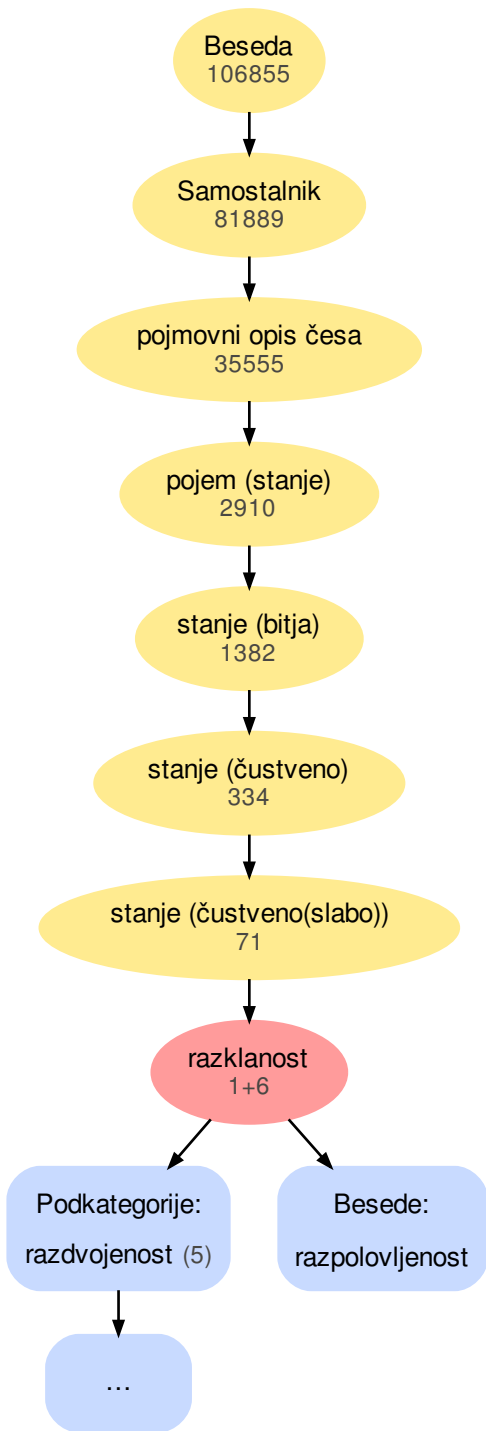 Beseda
106855
Samostalnik
81889
pojmovni opis česa
35555
pojem (stanje)
2910
stanje (bitja)
1382
stanje (čustveno)
334
stanje (čustveno(slabo))
71
razklanost
1+6
Podkategorije:
razdvojenost (5)
Besede:
razpolovljenost
...